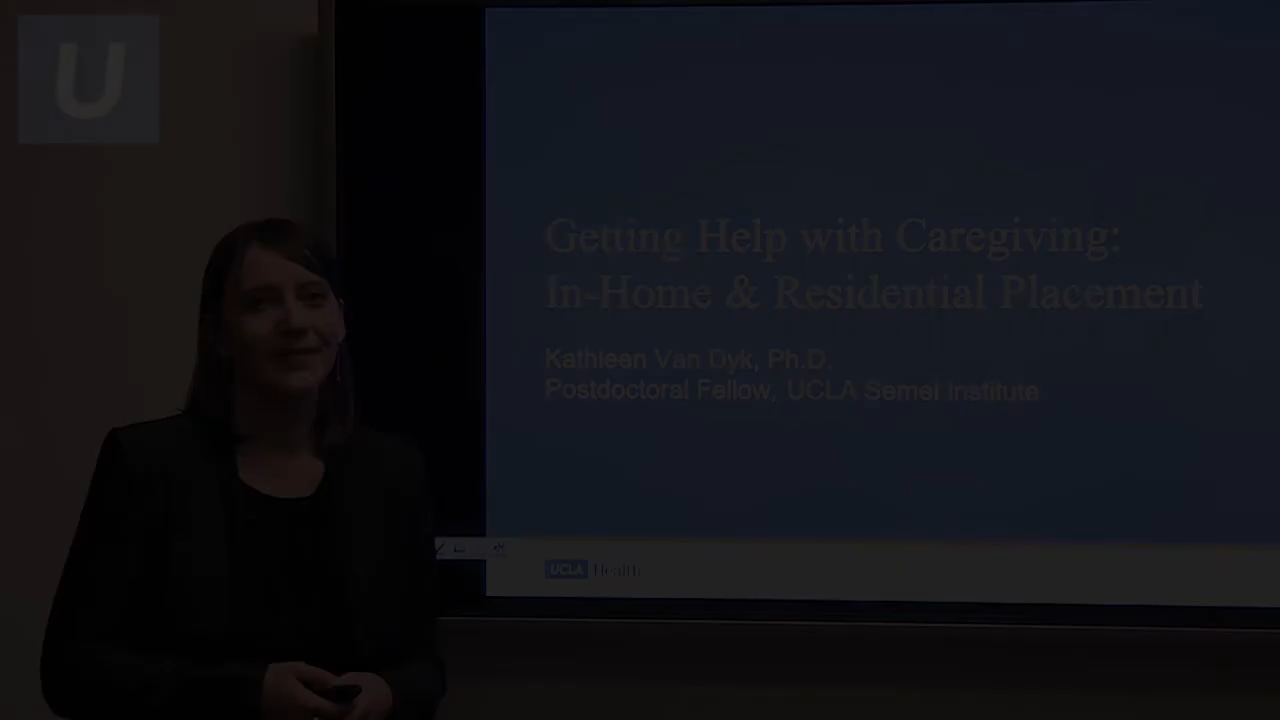 U
Getting Help with Caregiving:
In-Home & Residential Placement
Kathleen Van Dyk, Ph.D.
Postdoctoral Fellow, UCLA Semel Institute
UCLA Health